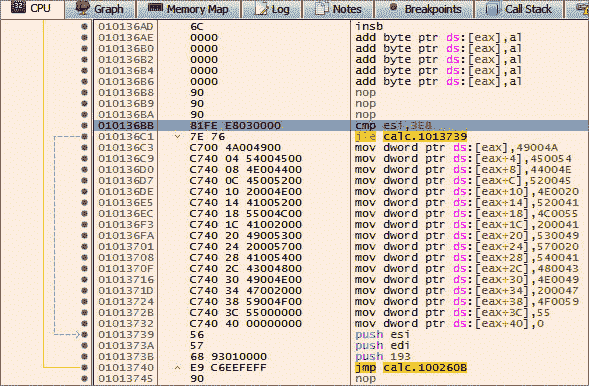 CPU Graph Memory Map Log Notes Breakpoints Call Stack
010136AD 6C insb
010136AE 0000 add byte ptr ds:[eax],al
010136B0 0000 add byte ptr ds:[eax],al
010136B2 0000 add byte ptr ds:[eax],al
010136B4 0000 add byte ptr ds:[eax],al
010136B6 0000 add byte ptr ds:[eax],al
010136B8 90 nop
010136B9 90 nop
010136BA 90 nop
010136BB 81FE E8030000 cmp esi,3E8
010136C1 7E 76 jle calc.1013739
010136C3 C700 4A004900 mov dword ptr ds:[eax],49004A
010136C9 C740 04 54004500 mov dword ptr ds:[eax+4],450054
010136D0 C740 08 4E004400 mov dword ptr ds:[eax+8],44004E
010136D7 C740 0C 45005200 mov dword ptr ds:[eax+C],520045
010136DE C740 10 20004E00 mov dword ptr ds:[eax+10],4E0020
010136E5 C740 14 41005200 mov dword ptr ds:[eax+14],520041
010136EC C740 18 55004C00 mov dword ptr ds:[eax+18],4C0055
010136F3 C740 1C 41002000 mov dword ptr ds:[eax+1C],200041
010136FA C740 20 49005300 mov dword ptr ds:[eax+20],530049
01013701 C740 24 20005700 mov dword ptr ds:[eax+24],570020
01013708 C740 28 41005400 mov dword ptr ds:[eax+28],540041
0101370F C740 2C 43004800 mov dword ptr ds:[eax+2C],480043
01013716 C740 30 49004E00 mov dword ptr ds:[eax+30],4E0049
0101371D C740 34 47002000 mov dword ptr ds:[eax+34],200047
01013724 C740 38 59004F00 mov dword ptr ds:[eax+38],4F0059
0101372B C740 3C 55000000 mov dword ptr ds:[eax+3C],55
01013732 C740 40 00000000 mov dword ptr ds:[eax+40],0
01013739 56 push esi
0101373A 57 push edi
0101373B 68 93010000 push 193
01013740 E9 C6EEFEFF jmp calc.100260B
01013745 90 nop